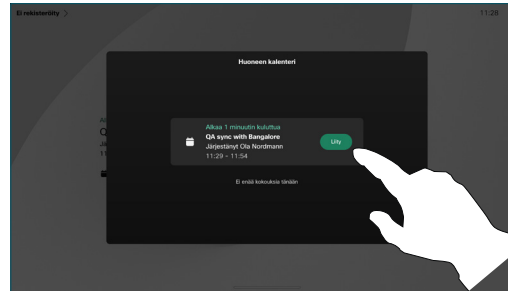 Ei rekisteröity
11:28
Huoneen kalenteri
Alkaa 1 minuutin kuluttua
QA sync with Bangalore
Järjestänyt Ola Nordmann
11:29 – 11:54
Liity
Ei enää kokouksia tänään